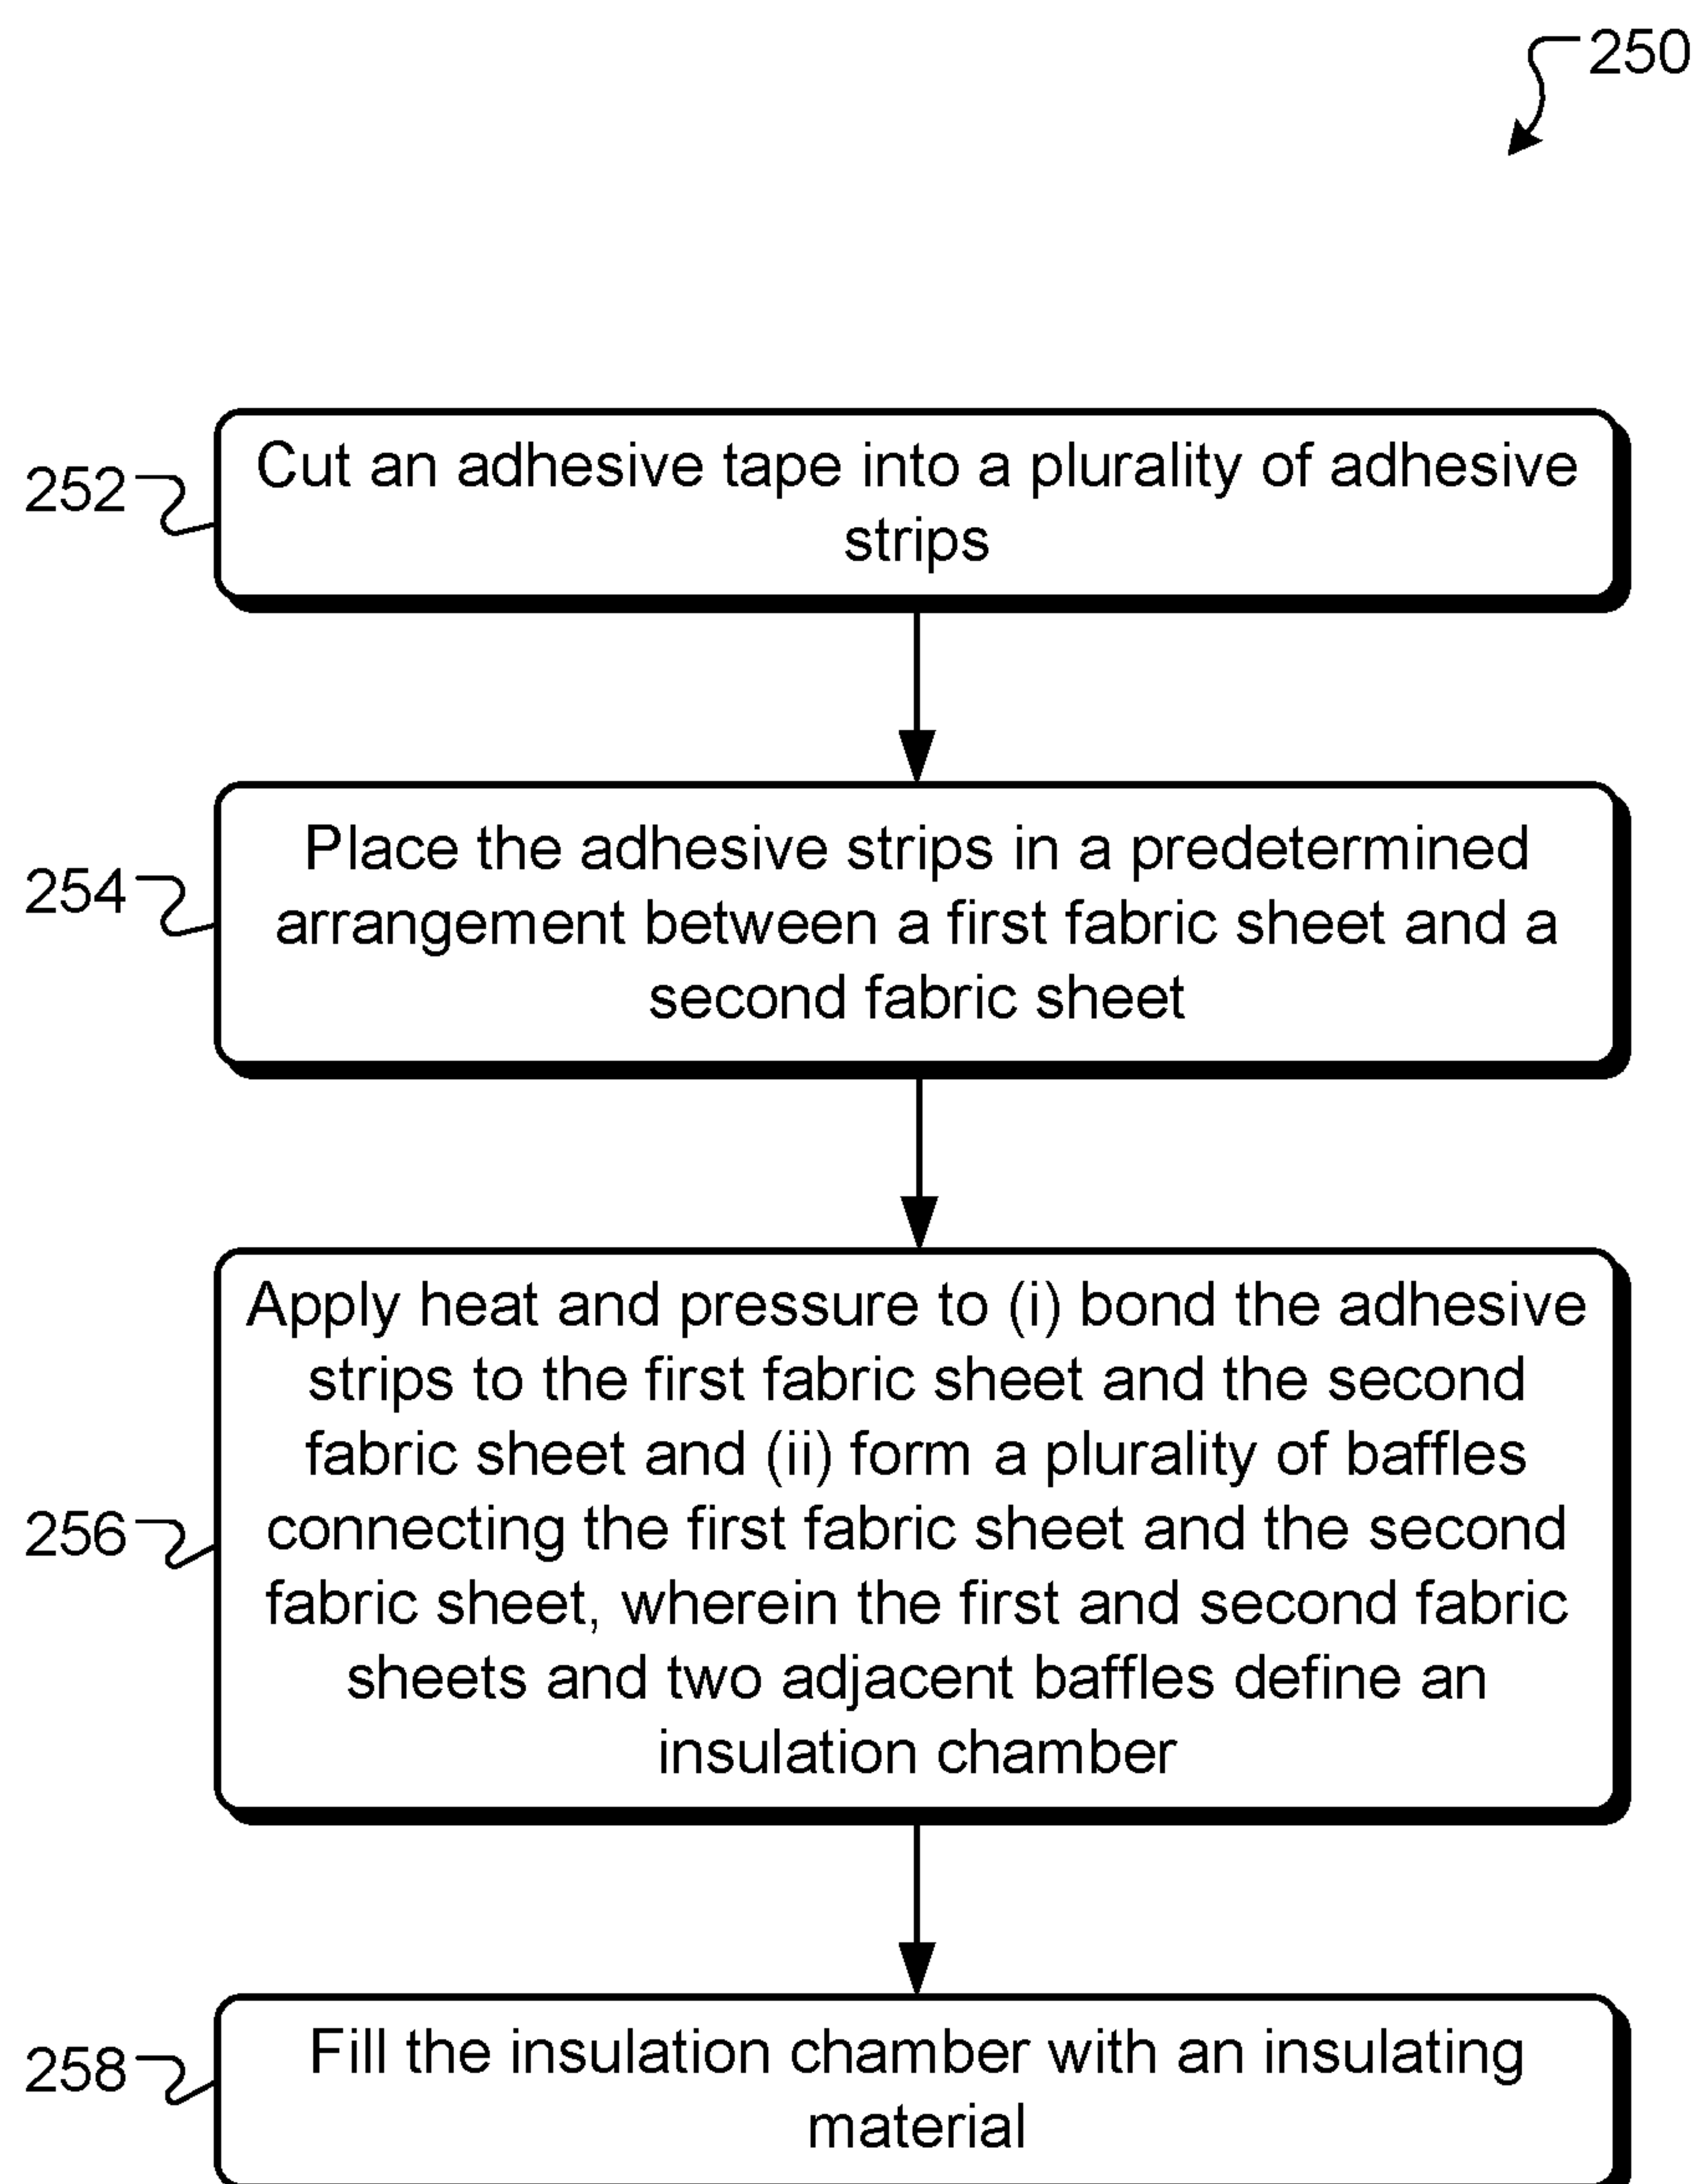 250
252
Cut an adhesive tape into a plurality of adhesive
strips
254
Place the adhesive strips in a predetermined
arrangement between a first fabric sheet and a
second fabric sheet
256
Apply heat and pressure to (i) bond the adhesive
strips to the first fabric sheet and the second
fabric sheet and (ii) form a plurality of baffles
connecting the first fabric sheet and the second
fabric sheet, wherein the first and second fabric
sheets and two adjacent baffles define an
insulation chamber
258
Fill the insulation chamber with an insulating
material